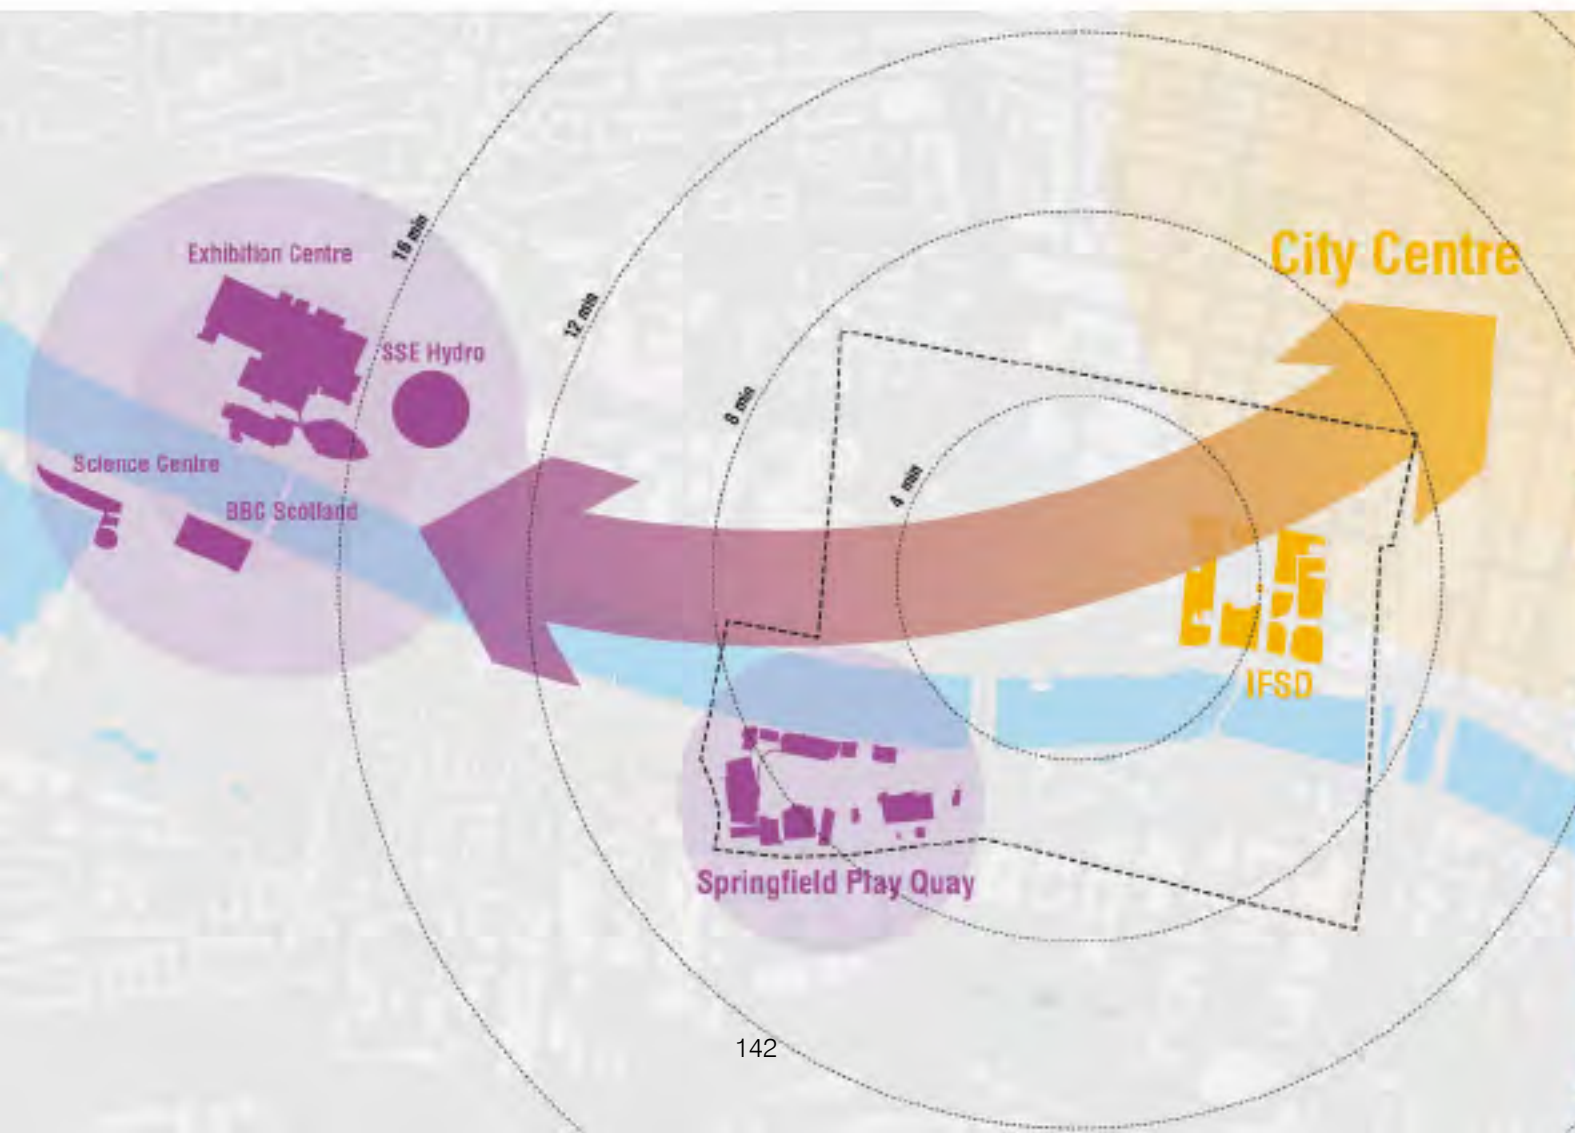 City Centre
Exhibition Centre
16 min
12 min
SSE Hydro
8 min
4 min
Science Centre
BBC Scotland
IFSD
Springfield Play Quay
142